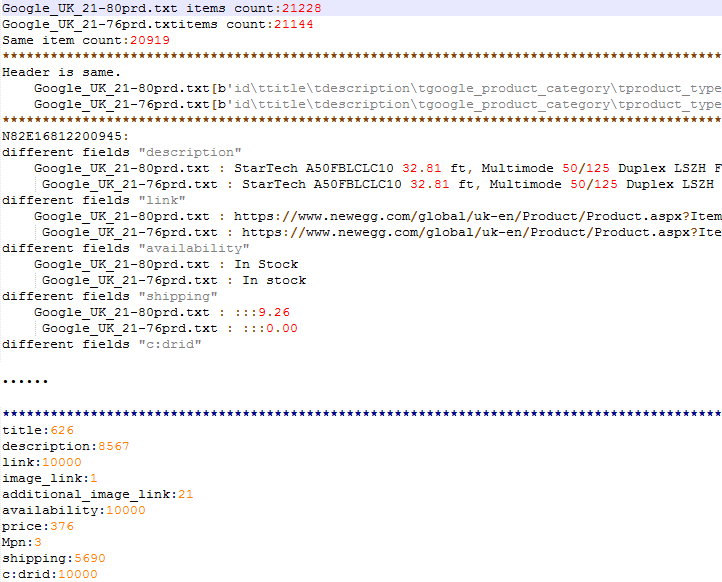 Google_UK_21-80prd.txt items count:21228
Google_UK_21-76prd.txtitems count:21144
Same item count:20919
******************************************************************************************
Header is same.
Google_UK_21-80prd.txt[b'id\ttitle\tdescription\tgoogle_product_category\tproduct_type
Google_UK_21-76prd.txt[b'id\ttitle\tdescription\tgoogle_product_category\tproduct_type
******************************************************************************************
N82E16812200945:
different fields "description"
Google_UK_21-80prd.txt : StarTech A50FBLCLC10 32.81 ft, Multimode 50/125 Duplex LSZH F
Google_UK_21-76prd.txt : StarTech A50FBLCLC10 32.81 ft, Multimode 50/125 Duplex LSZH
different fields "link"
Google_UK_21-80prd.txt : https://www.newegg.com/global/uk-en/Product/Product.aspx?Item
Google_UK_21-76prd.txt : https://www.newegg.com/global/uk-en/Product/Product.aspx?Ite
different fields "availability"
Google_UK_21-80prd.txt : In Stock
Google_UK_21-76prd.txt : In stock
different fields "shipping"
Google_UK_21-80prd.txt : :::9.26
Google_UK_21-76prd.txt : :::0.00
different fields "c:drid"
......
******************************************************************************************
title:626
description:8567
link:10000
image_link:1
additional_image_link:21
availability:10000
price:376
Mpn:3
shipping:5690
c:drid:10000